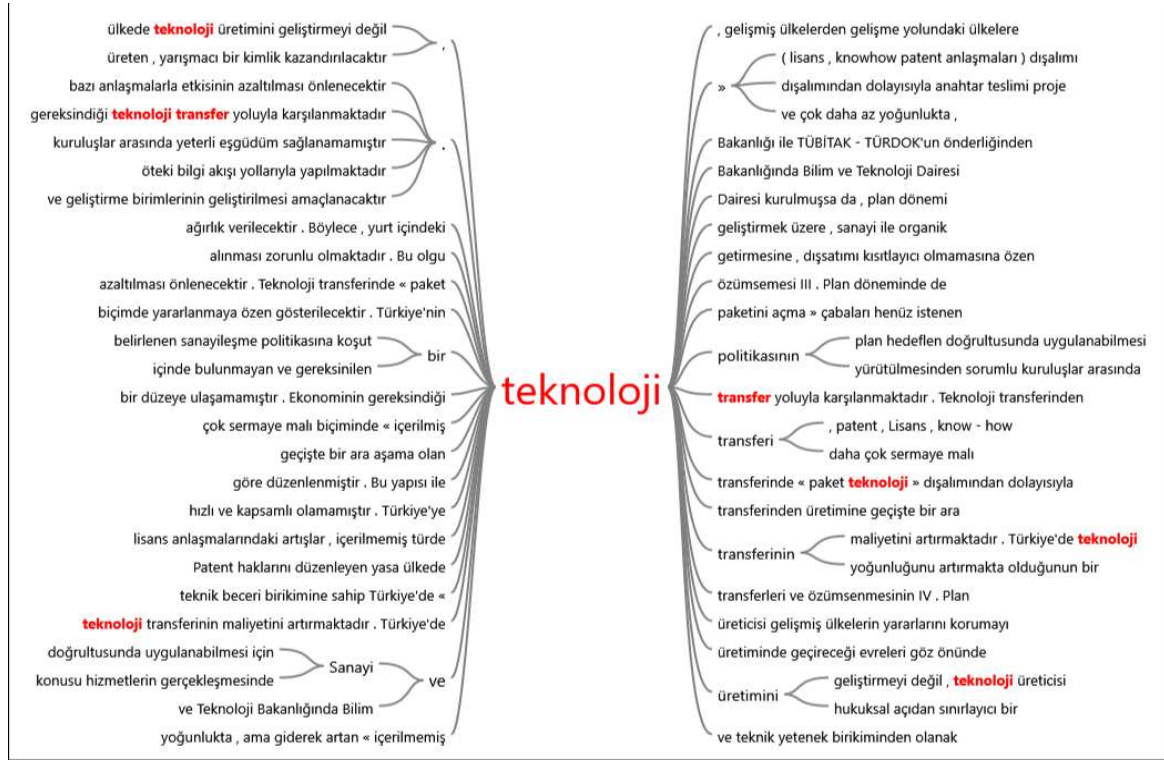 ülkede teknoloji üretimini geliştirmeyi değil
üreten , yarışmacı bir kimlik kazandırılacaktır
,
bazı anlaşmalarla etkisinin azaltılması önlenecektir
gereksindiği teknoloji transfer yoluyla karşılanmaktadır
kuruluşlar arasında yeterli eşgüdüm sağlanamamıştır
öteki bilgi akışı yollarıyla yapılmaktadır
ve geliştirme birimlerinin geliştirilmesi amaçlanacaktır
.
ağırlık verilecektir . Böylece , yurt içindeki
alınması zorunlu olmaktadır . Bu olgu
azaltılması önlenecektir . Teknoloji transferinde « paket
biçimde yararlanmaya özen gösterilecektir . Türkiye'nin
belirlenen sanayileşme politikasına koşut
içinde bulunmayan ve gereksinilen
bir
bir düzeye ulaşamamıştır . Ekonominin gereksindiği
çok sermaye malı biçiminde « içerilmiş
geçişte bir ara aşama olan
göre düzenlenmiştir . Bu yapısı ile
hızlı ve kapsamlı olamamıştır . Türkiye'ye
lisans anlaşmalarındaki artışlar , içerilmemiş türde
Patent haklarını düzenleyen yasa ülkede
teknik beceri birikimine sahip Türkiye'de «
teknoloji transferinin maliyetini artırmaktadır . Türkiye'de
doğrultusunda uygulanabilmesi için
konusu hizmetlerin gerçekleşmesinde
Sanayi
ve Teknoloji Bakanlığında Bilim
ve
yoğunlukta , ama giderek artan « içerilmemiş
teknoloji
, gelişmiş ülkelerden gelişme yolundaki ülkelere
»
( lisans , knowhow patent anlaşmaları ) dışalımı
dışalımından dolayısıyla anahtar teslimi proje
ve çok daha az yoğunlukta ,
Bakanlığı ile TÜBİTAK - TÜRDOK'un önderliğinden
Bakanlığında Bilim ve Teknoloji Dairesi
Dairesi kurulmuşsa da , plan dönemi
geliştirmek üzere , sanayi ile organik
getirmesine , dışsatımı kısıtlayıcı olmamasına özen
özümsemesi III . Plan döneminde de
paketini açma » çabaları henüz istenen
politikasının
plan hedeflen doğrultusunda uygulanabilmesi
yürütülmesinden sorumlu kuruluşlar arasında
transfer yoluyla karşılanmaktadır . Teknoloji transferinden
transferi
, patent , Lisans , know - how
daha çok sermaye malı
transferinde « paket teknoloji » dışalımından dolayısıyla
transferinden üretimine geçişte bir ara
transferinin
maliyetini artırmaktadır . Türkiye'de teknoloji
yoğunluğunu artırmakta olduğunun bir
transferleri ve özümsenmesinin IV . Plan
üreticisi gelişmiş ülkelerin yararlarını korumayı
üretiminde geçireceği evreleri göz önünde
üretimini
geliştirmeyi değil , teknoloji üreticisi
hukuksal açıdan sınırlayıcı bir
ve teknik yetenek birikiminden olanak